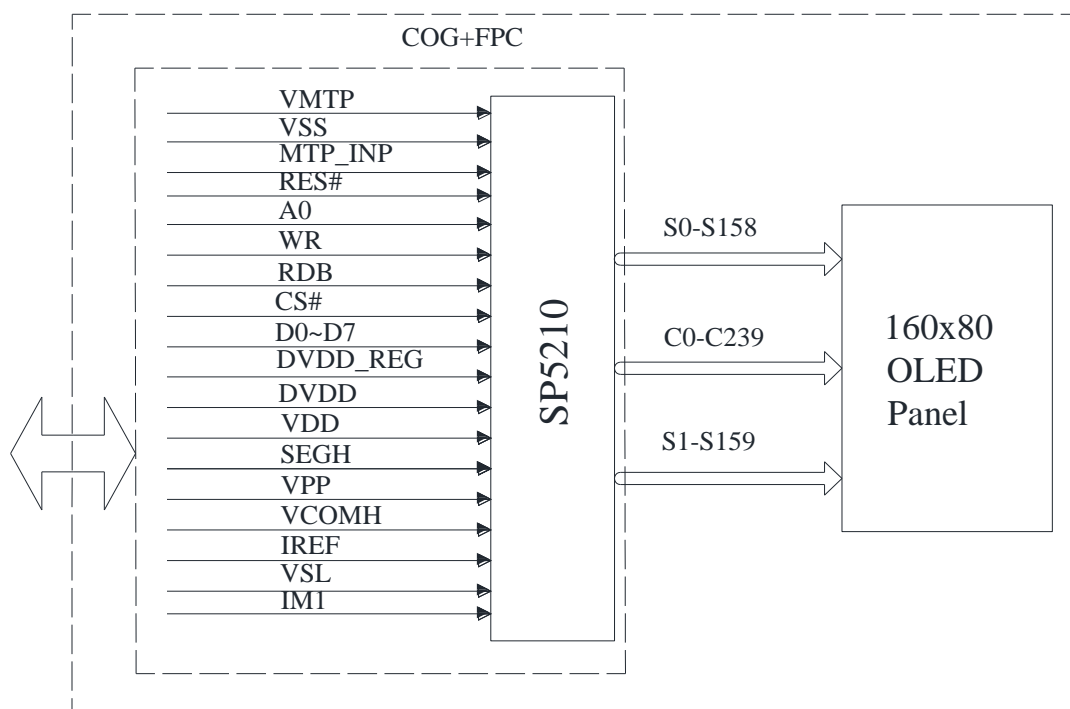 COG+FPC
VMTP
VSS
MTP_INP
RES#
A0
WR
RDB
CS#
D0~D7
DVDD_REG
DVDD
VDD
SEGH
VPP
VCOMH
IREF
VSL
IM1
SP5210
S0-S158
C0-C239
S1-S159
160x80
OLED
Panel